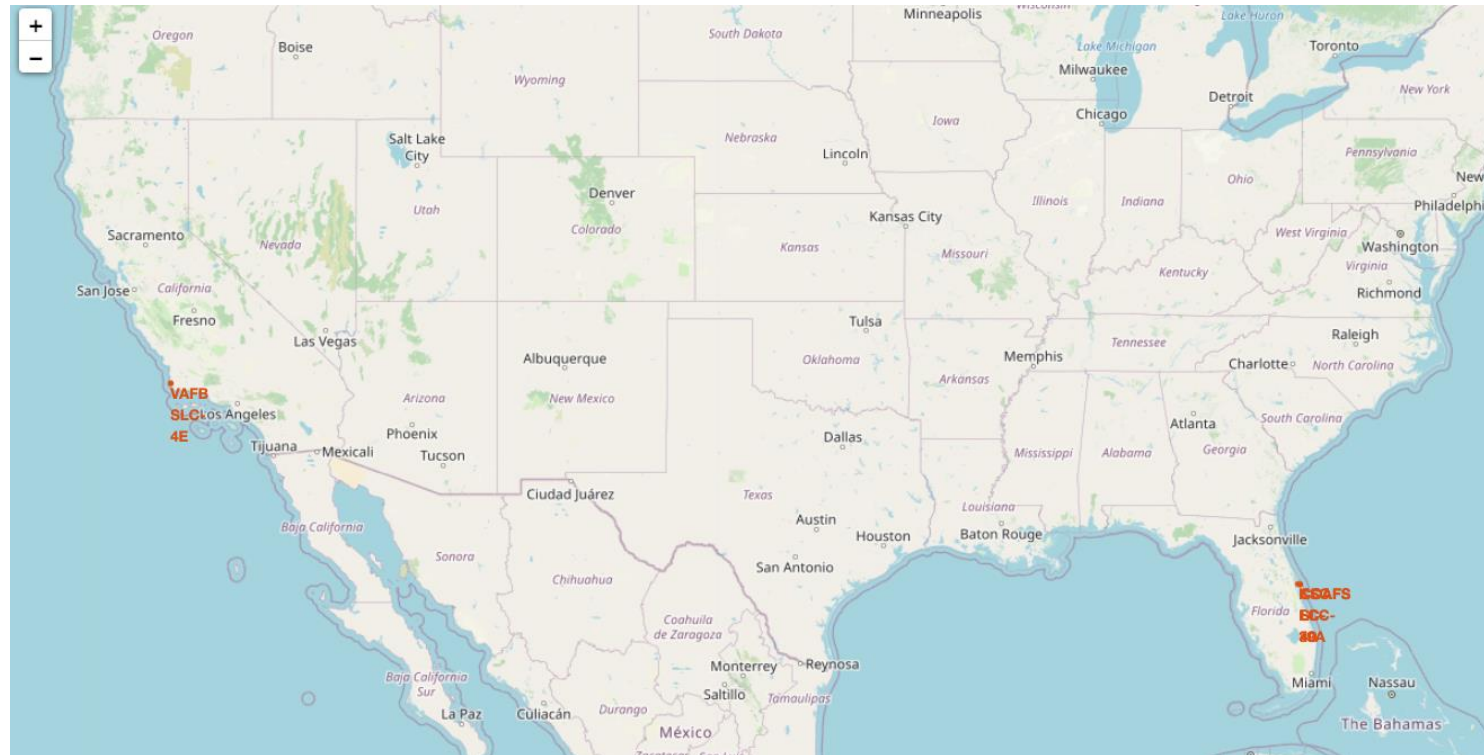 +
−
Oregon
Boise
South Dakota
Minneapolis
Lake Huron
Toronto
Lake Michigan
Milwaukee
Wyoming
Detroit
New York
Chicago
Iowa
Nebraska
Salt Lake
City
Lincoln
Pennsylvania
Ohio
New
Denver
Illinois
Indiana
Philadelphi
Utah
Kansas City
Sacramento
Nevada
Colorado
Kansas
Missouri
West Virginia
Washington
Virginia
Kentucky
San Jose
California
Richmond
Fresno
Las Vegas
Tulsa
Raleigh
Tennessee
Albuquerque
Oklahoma
Memphis
Charlotte
North Carolina
Arkansas
VAFB
SLC-
4E
Los Angeles
Arizona
New Mexico
South Carolina
Atlanta
Phoenix
Dallas
Tijuana
Mexicali
Tucson
Mississippi
Alabama
Georgia
Ciudad Juárez
Texas
Louisiana
Baja California
Austin
Houston
Baton Rouge
Jacksonville
Sonora
San Antonio
Chihuahua
Florida
Coahuila
de Zaragoza
Monterrey
Reynosa
Baja California
Sur
Saltillo
Tamaulipas
Miami
Nassau
La Paz
Culiacán
Durango
México
The Bahamas